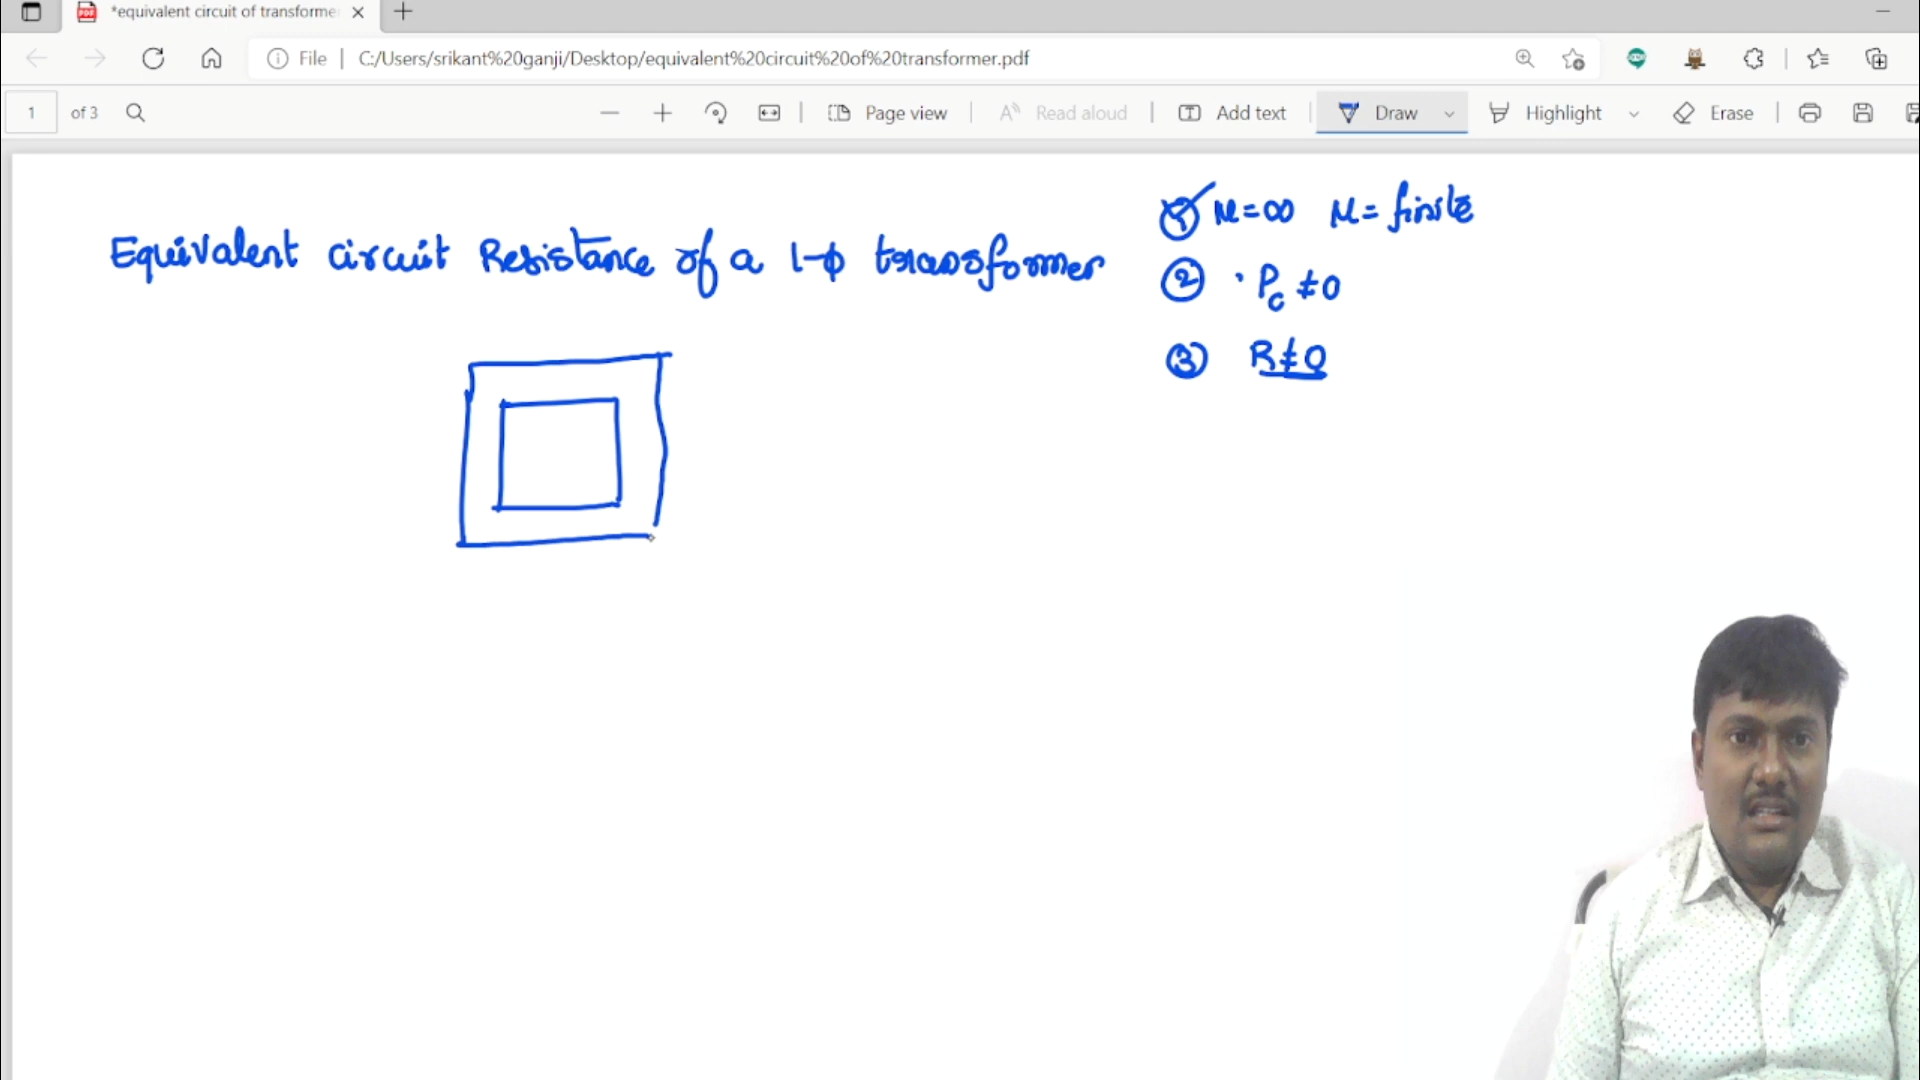 *equivalent circuit of transforme
File | C:/Users/srikant%20ganji/Desktop/equivalent%20circuit%20of%20transformer.pdf
1 of 3 Page view Read aloud Add text Draw Highlight Erase
Equivalent circuit Resistance of a 1-ϕ transformer
① μ=∞ μ= finite
② · Pc ≠0
③ R≠0